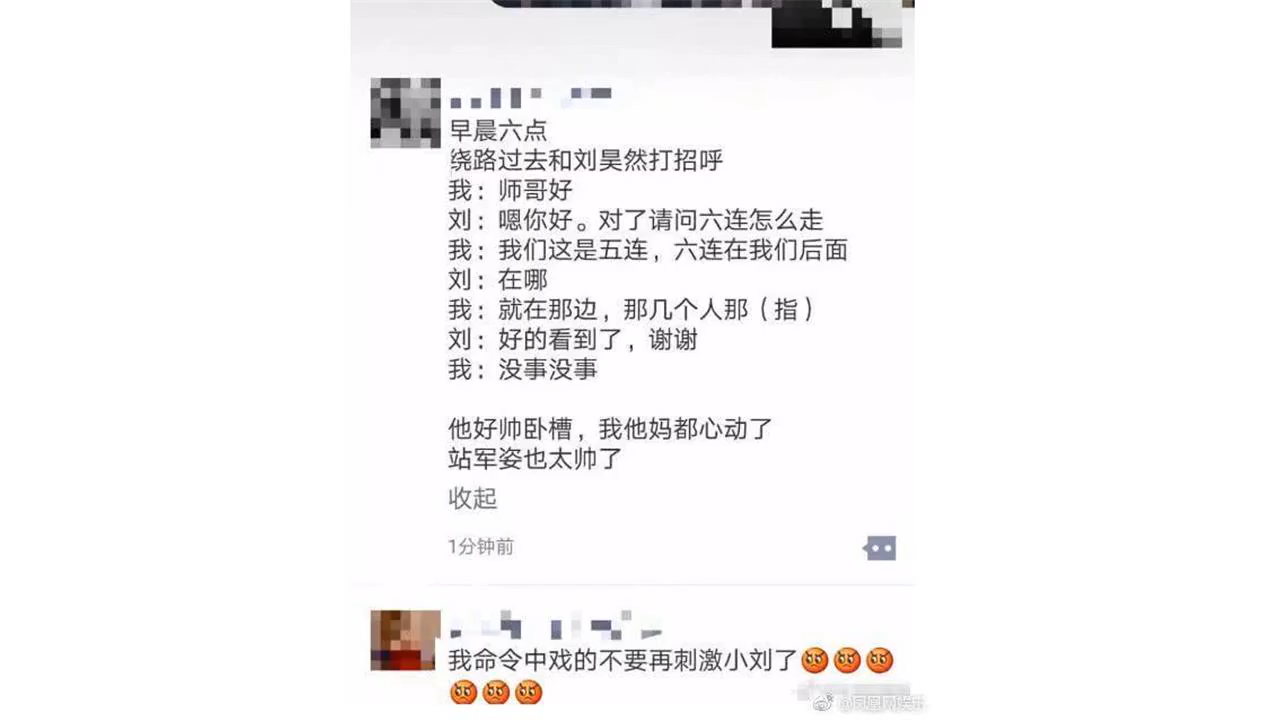 早晨六点
绕路过去和刘昊然打招呼
我：师哥好
刘：嗯你好。对了请问六连怎么走
我：我们这是五连，六连在我们后面
刘：在哪
我：就在那边，那几个人那（指）
刘：好的看到了，谢谢
我：没事没事
他好帅卧槽，我他妈都心动了
站军姿也太帅了
收起
1分钟前
我命令中戏的不要再刺激小刘了
@凤凰网娱乐